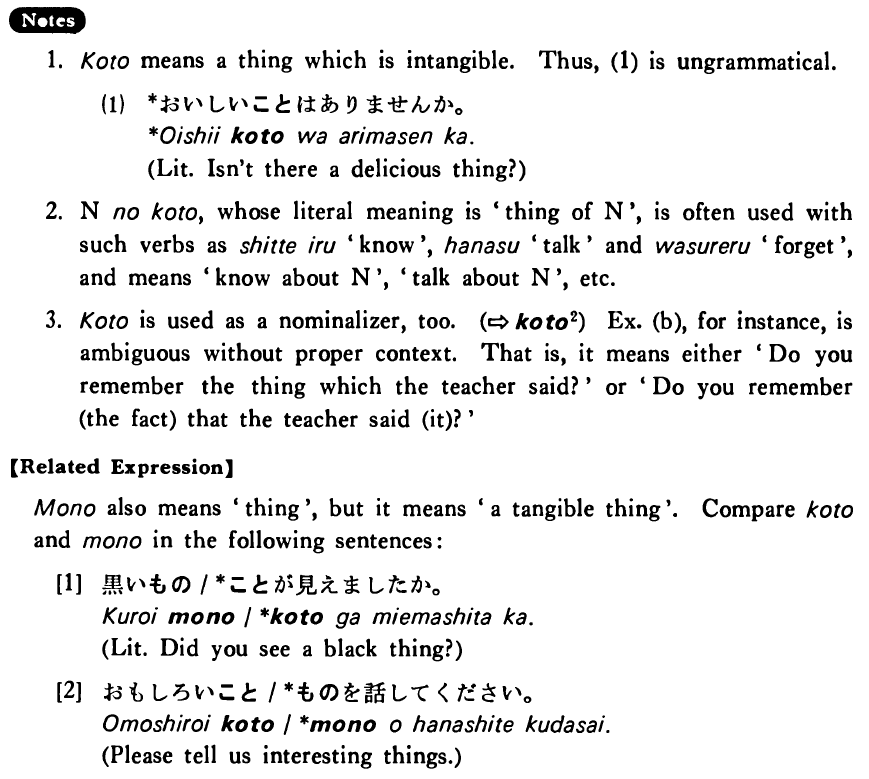 Notes
1. Koto means a thing which is intangible. Thus, (1) is ungrammatical.
(1) *おいしいことはありませんか。
*Oishii koto wa arimasen ka.
(Lit. Isn't there a delicious thing?)
2. N no koto, whose literal meaning is ‘thing of N’, is often used with
such verbs as shitte iru ‘know’, hanasu ‘talk’ and wasureru ‘forget’,
and means ‘know about N’, ‘talk about N’, etc.
3. Koto is used as a nominalizer, too. (⇨ koto²) Ex. (b), for instance, is
ambiguous without proper context. That is, it means either ‘Do you
remember the thing which the teacher said?’ or ‘Do you remember
(the fact) that the teacher said (it)?’
【Related Expression】
Mono also means ‘thing’, but it means ‘a tangible thing’. Compare koto
and mono in the following sentences:
[1] 黒いもの / *ことが見えましたか。
Kuroi mono / *koto ga miemashita ka.
(Lit. Did you see a black thing?)
[2] おもしろいこと / *ものを話してください。
Omoshiroi koto / *mono o hanashite kudasai.
(Please tell us interesting things.)